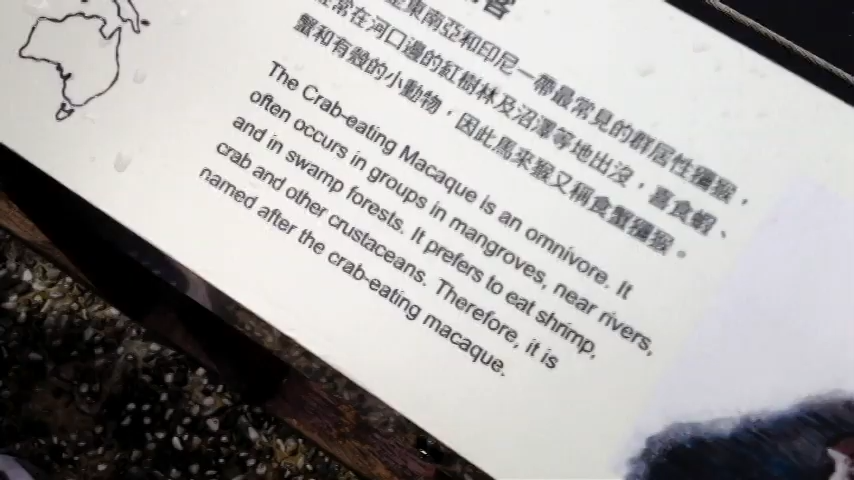 東南亞和印尼一帶最常見的群居性獼猴，
常在河口邊的紅樹林及沼澤等地出沒，喜食蝦、
蟹和有殼的小動物，因此馬來猴又稱食蟹獼猴。
The Crab-eating Macaque is an omnivore. It
often occurs in groups in mangroves, near rivers,
and in swamp forests. It prefers to eat shrimp,
crab and other crustaceans. Therefore, it is
named after the crab-eating macaque.